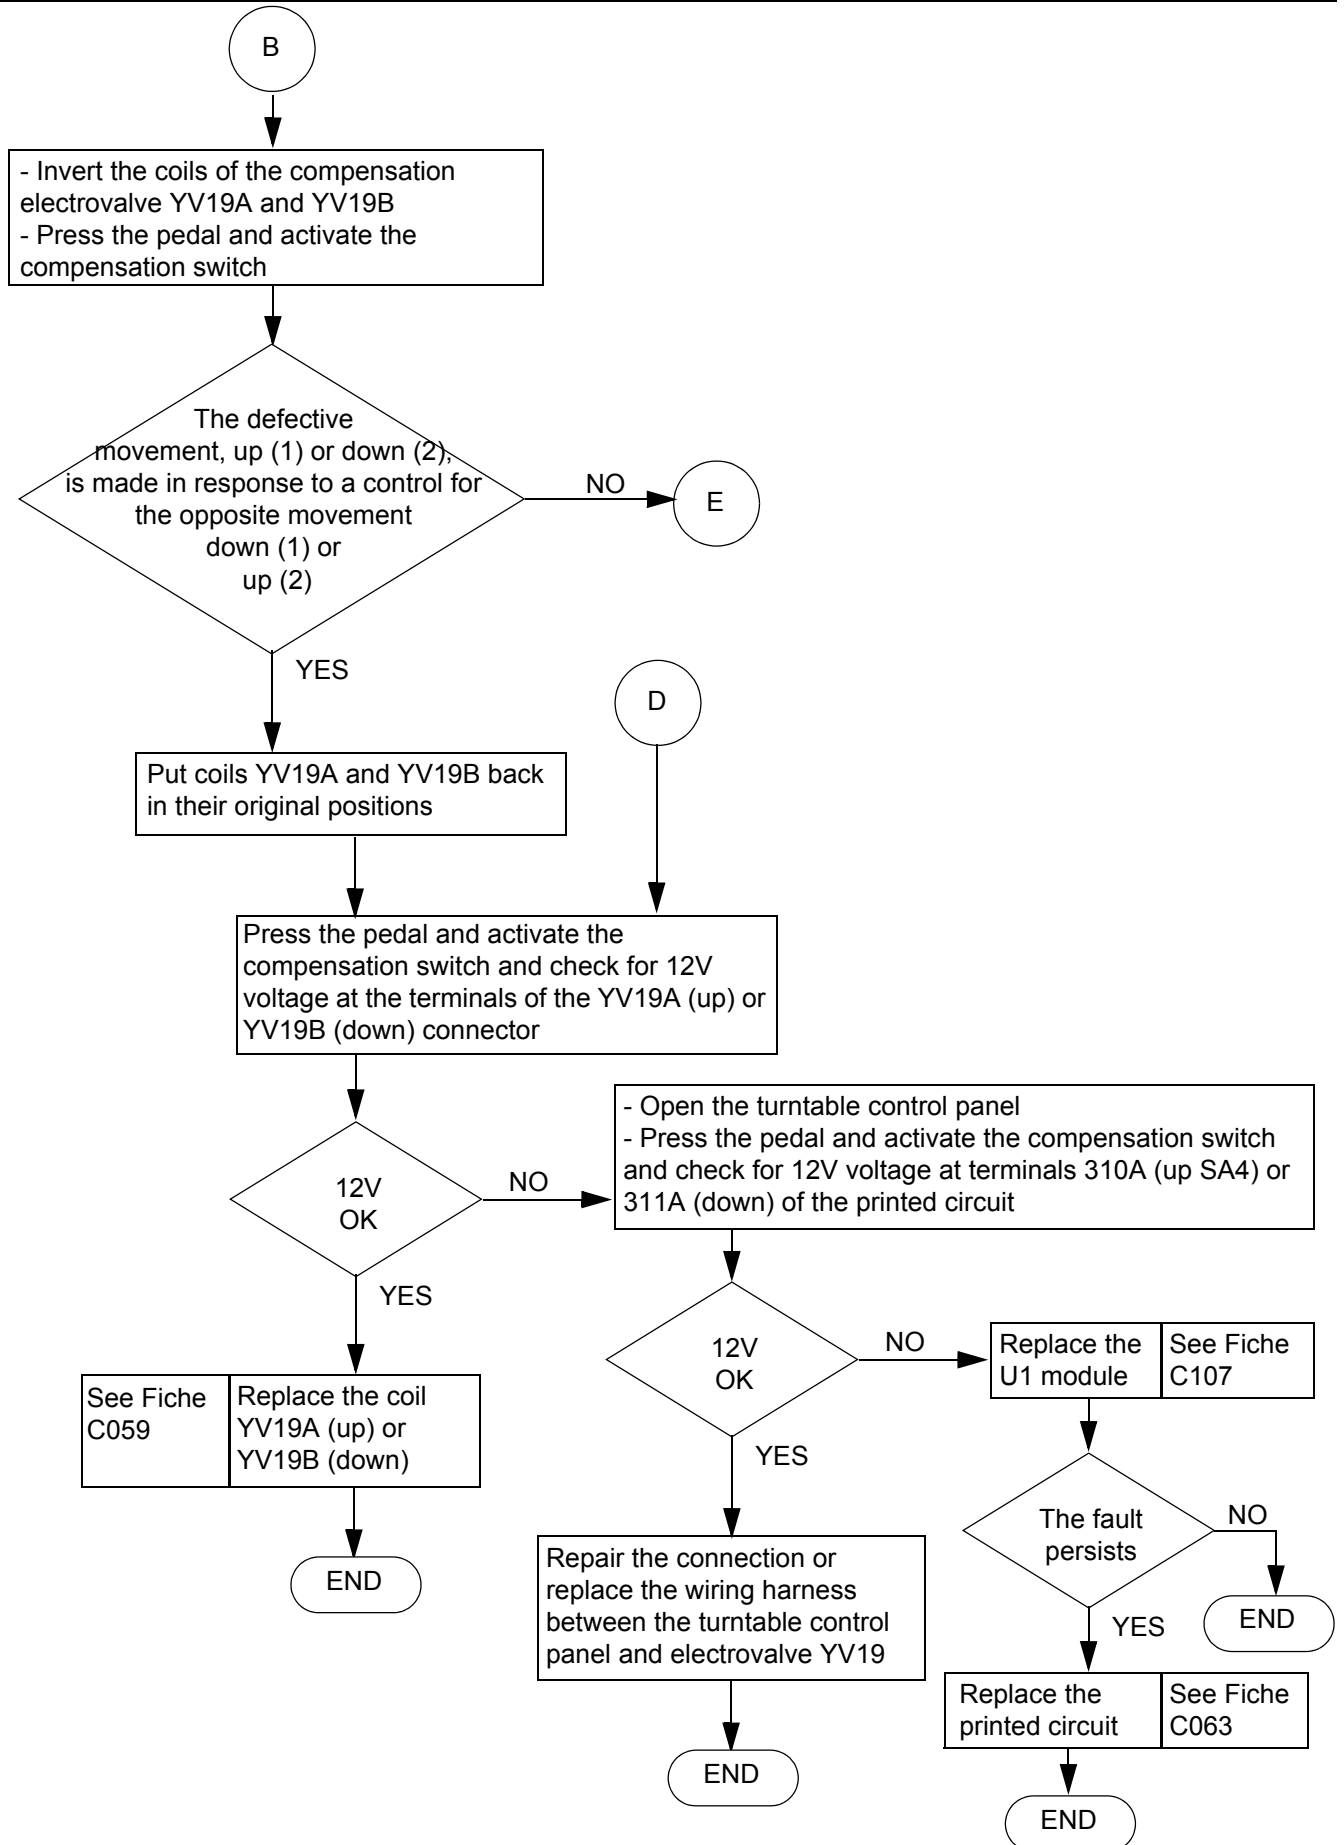 B
- Invert the coils of the compensation
electrovalve YV19A and YV19B
- Press the pedal and activate the
compensation switch
The defective
movement, up (1) or down (2),
is made in response to a control for
the opposite movement
down (1) or
up (2)
NO
E
YES
D
Put coils YV19A and YV19B back
in their original positions
Press the pedal and activate the
compensation switch and check for 12V
voltage at the terminals of the YV19A (up) or
YV19B (down) connector
12V
OK
NO
- Open the turntable control panel
- Press the pedal and activate the compensation switch
and check for 12V voltage at terminals 310A (up SA4) or
311A (down) of the printed circuit
YES
See Fiche
C059
Replace the coil
YV19A (up) or
YV19B (down)
END
12V
OK
NO
Replace the
U1 module
See Fiche
C107
YES
Repair the connection or
replace the wiring harness
between the turntable control
panel and electrovalve YV19
END
The fault
persists
NO
END
YES
Replace the
printed circuit
See Fiche
C063
END